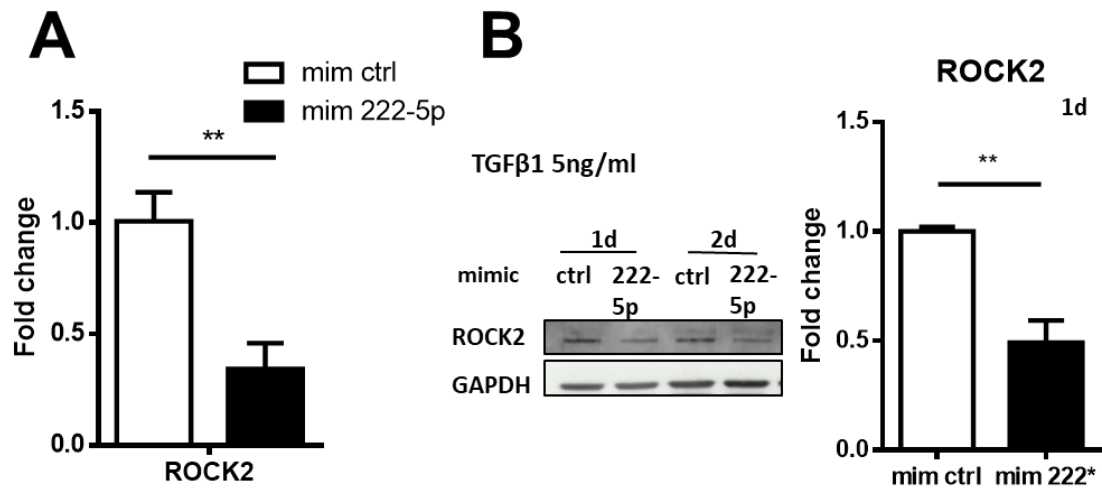 A
mim ctrl
mim 222-5p
**
1.5
1.0
0.5
0.0
Fold change
ROCK2
B
TGFβ1 5ng/ml
1d 2d
mimic ctrl 222- ctrl 222-
5p 5p
ROCK2
GAPDH
ROCK2
1d
**
1.5
1.0
0.5
0.0
Fold change
mim ctrl mim 222*